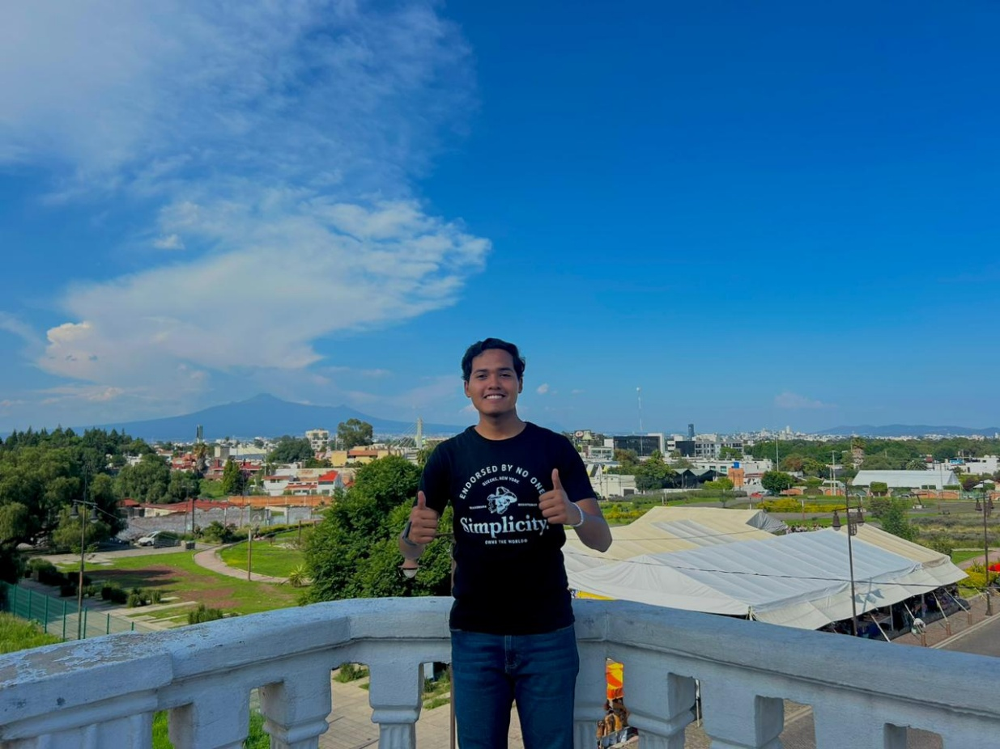 ENDORSED BY NO ONE
QUEENS, NEW YORK
Simplicity.
OWNS THE WORLD